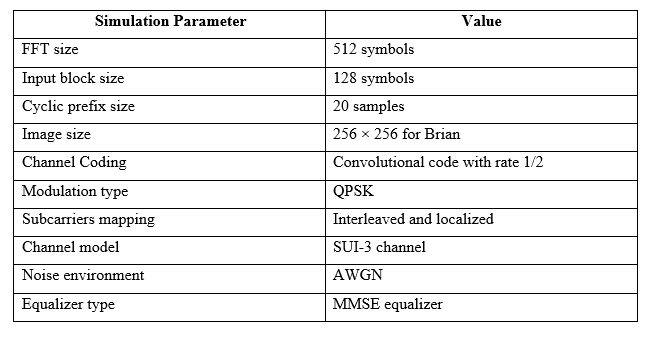 Simulation Parameter Value
FFT size 512 symbols
Input block size 128 symbols
Cyclic prefix size 20 samples
Image size 256 × 256 for Brian
Channel Coding Convolutional code with rate 1/2
Modulation type QPSK
Subcarriers mapping Interleaved and localized
Channel model SUI-3 channel
Noise environment AWGN
Equalizer type MMSE equalizer